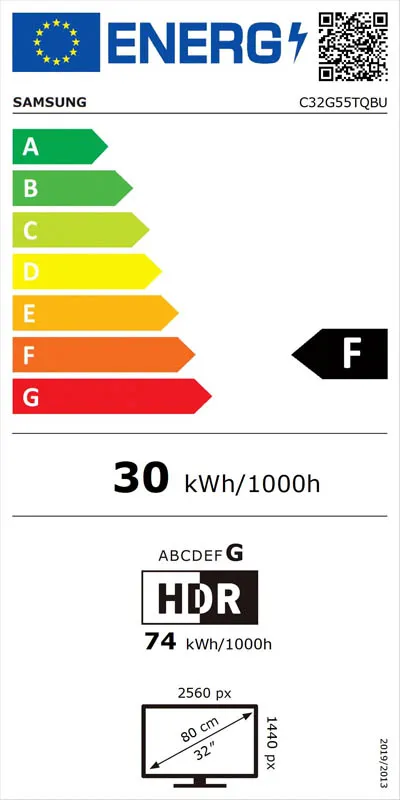 ENERG
SAMSUNG C32G55TQBU
A
B
C
D
E
F
F
G
30 kWh/1000h
ABCDEFG
HDR
74 kWh/1000h
2560 px
80 cm
32"
1440 px
2019/2013